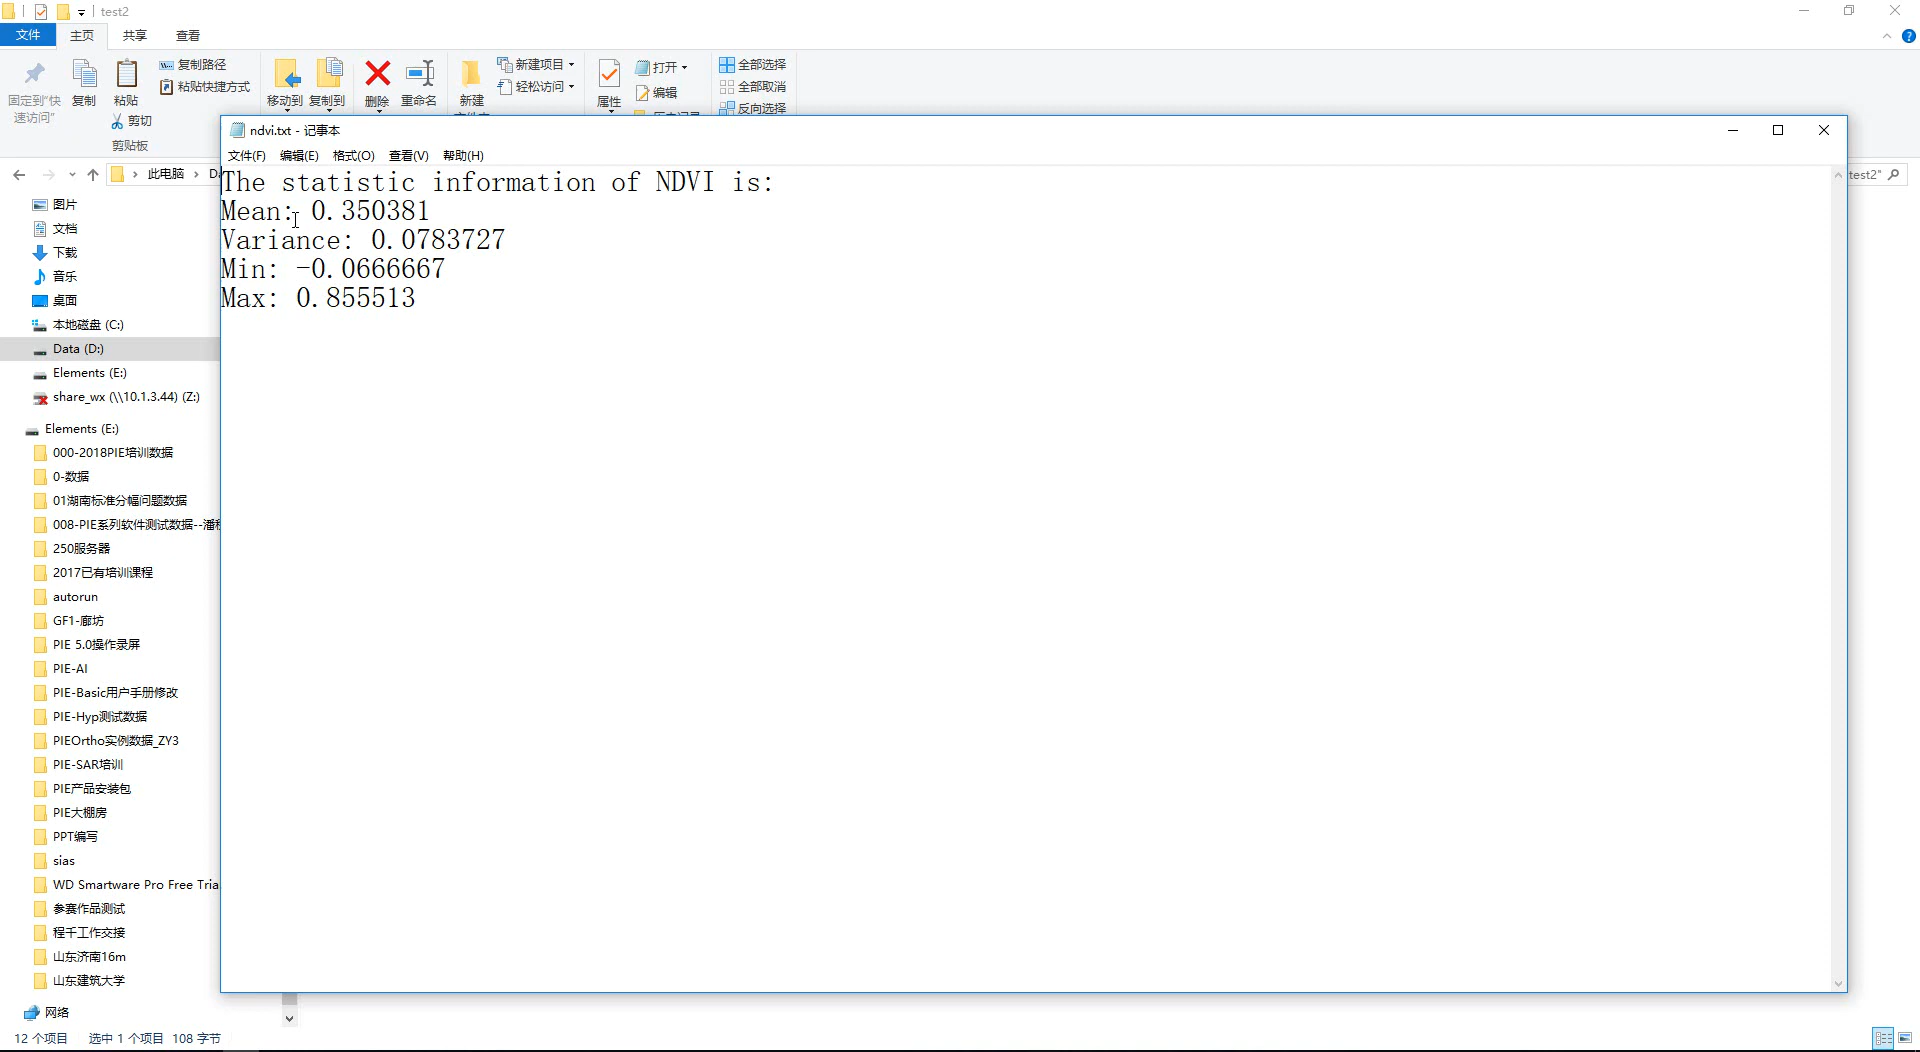 test2
文件 主页 共享 查看
固定到"快速访问"
复制
粘贴
复制路径
粘贴快捷方式
剪切
剪贴板
移动到
复制到
删除
重命名
新建
新建项目
轻松访问
属性
打开
编辑
全部选择
全部取消
反向选择
此电脑
test2"
ndvi.txt - 记事本
文件(F) 编辑(E) 格式(O) 查看(V) 帮助(H)
The statistic information of NDVI is:
Mean: 0.350381
Variance: 0.0783727
Min: -0.0666667
Max: 0.855513
图片
文档
下载
音乐
桌面
本地磁盘 (C:)
Data (D:)
Elements (E:)
share_wx (\\10.1.3.44) (Z:)
Elements (E:)
000-2018PIE培训数据
0-数据
01湖南标准分幅问题数据
008-PIE系列软件测试数据--潘
250服务器
2017已有培训课程
autorun
GF1-廊坊
PIE 5.0操作录屏
PIE-AI
PIE-Basic用户手册修改
PIE-Hyp测试数据
PIEOrtho实例数据_ZY3
PIE-SAR培训
PIE产品安装包
PIE大棚房
PPT编写
sias
WD Smartware Pro Free Tria
参赛作品测试
程千工作交接
山东济南16m
山东建筑大学
网络
12 个项目 选中 1 个项目 108 字节